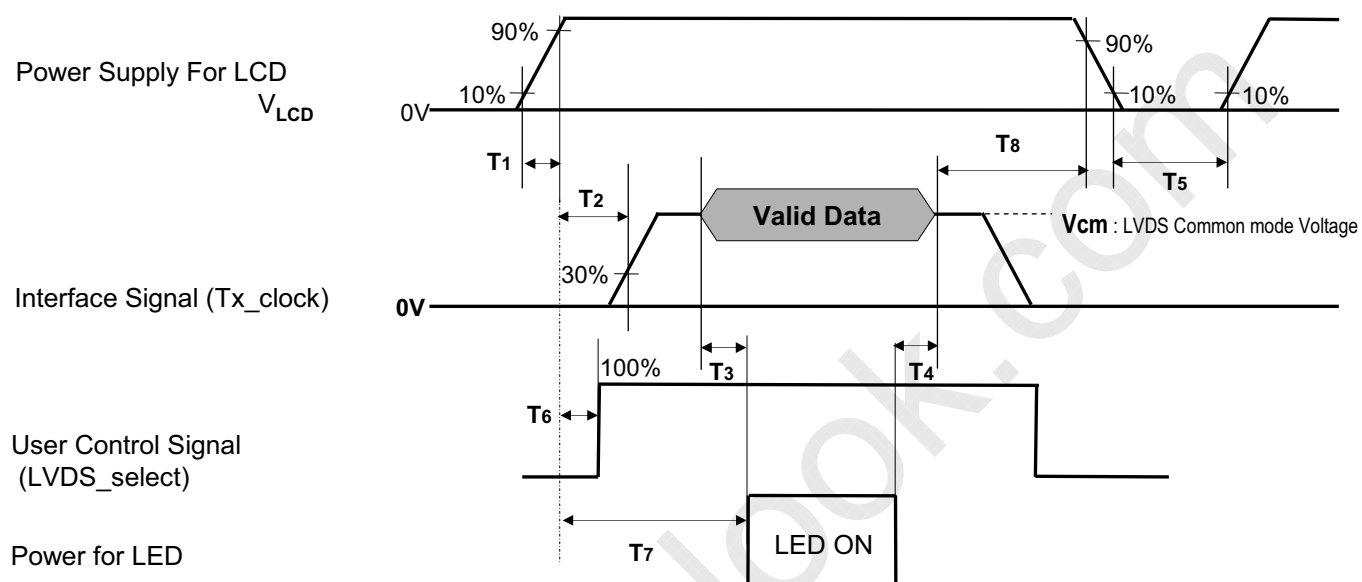 90%
90%
Power Supply For LCD
VLCD
10%
10%
10%
0V
T1
T8
T2
T5
Valid Data
Vcm : LVDS Common mode Voltage
30%
Interface Signal (Tx_clock)
0V
100%
T3
T4
T6
User Control Signal
(LVDS_select)
T7
LED ON
Power for LED
look.com